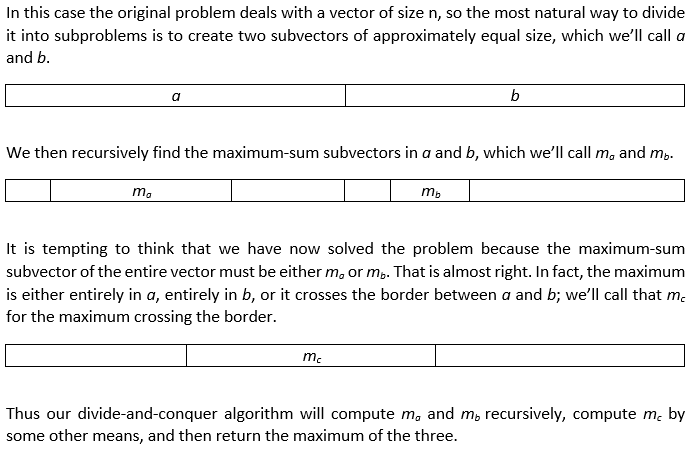 In this case the original problem deals with a vector of size n, so the most natural way to divide
it into subproblems is to create two subvectors of approximately equal size, which we'll call a
and b.
a b
We then recursively find the maximum-sum subvectors in a and b, which we'll call mₐ and m_b.
mₐ m_b
It is tempting to think that we have now solved the problem because the maximum-sum
subvector of the entire vector must be either mₐ or m_b. That is almost right. In fact, the maximum
is either entirely in a, entirely in b, or it crosses the border between a and b; we'll call that m_c
for the maximum crossing the border.
m_c
Thus our divide-and-conquer algorithm will compute mₐ and m_b recursively, compute m_c by
some other means, and then return the maximum of the three.